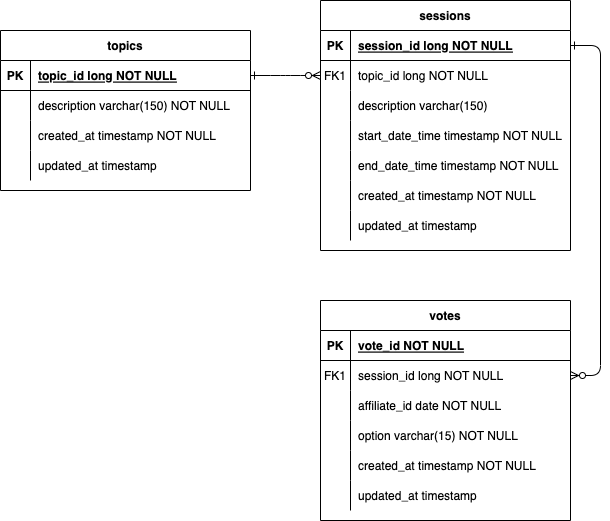 topics
PK topic_id long NOT NULL
description varchar(150) NOT NULL
created_at timestamp NOT NULL
updated_at timestamp
sessions
PK session_id long NOT NULL
FK1 topic_id long NOT NULL
description varchar(150)
start_date_time timestamp NOT NULL
end_date_time timestamp NOT NULL
created_at timestamp NOT NULL
updated_at timestamp
votes
PK vote_id NOT NULL
FK1 session_id long NOT NULL
affiliate_id date NOT NULL
option varchar(15) NOT NULL
created_at timestamp NOT NULL
updated_at timestamp